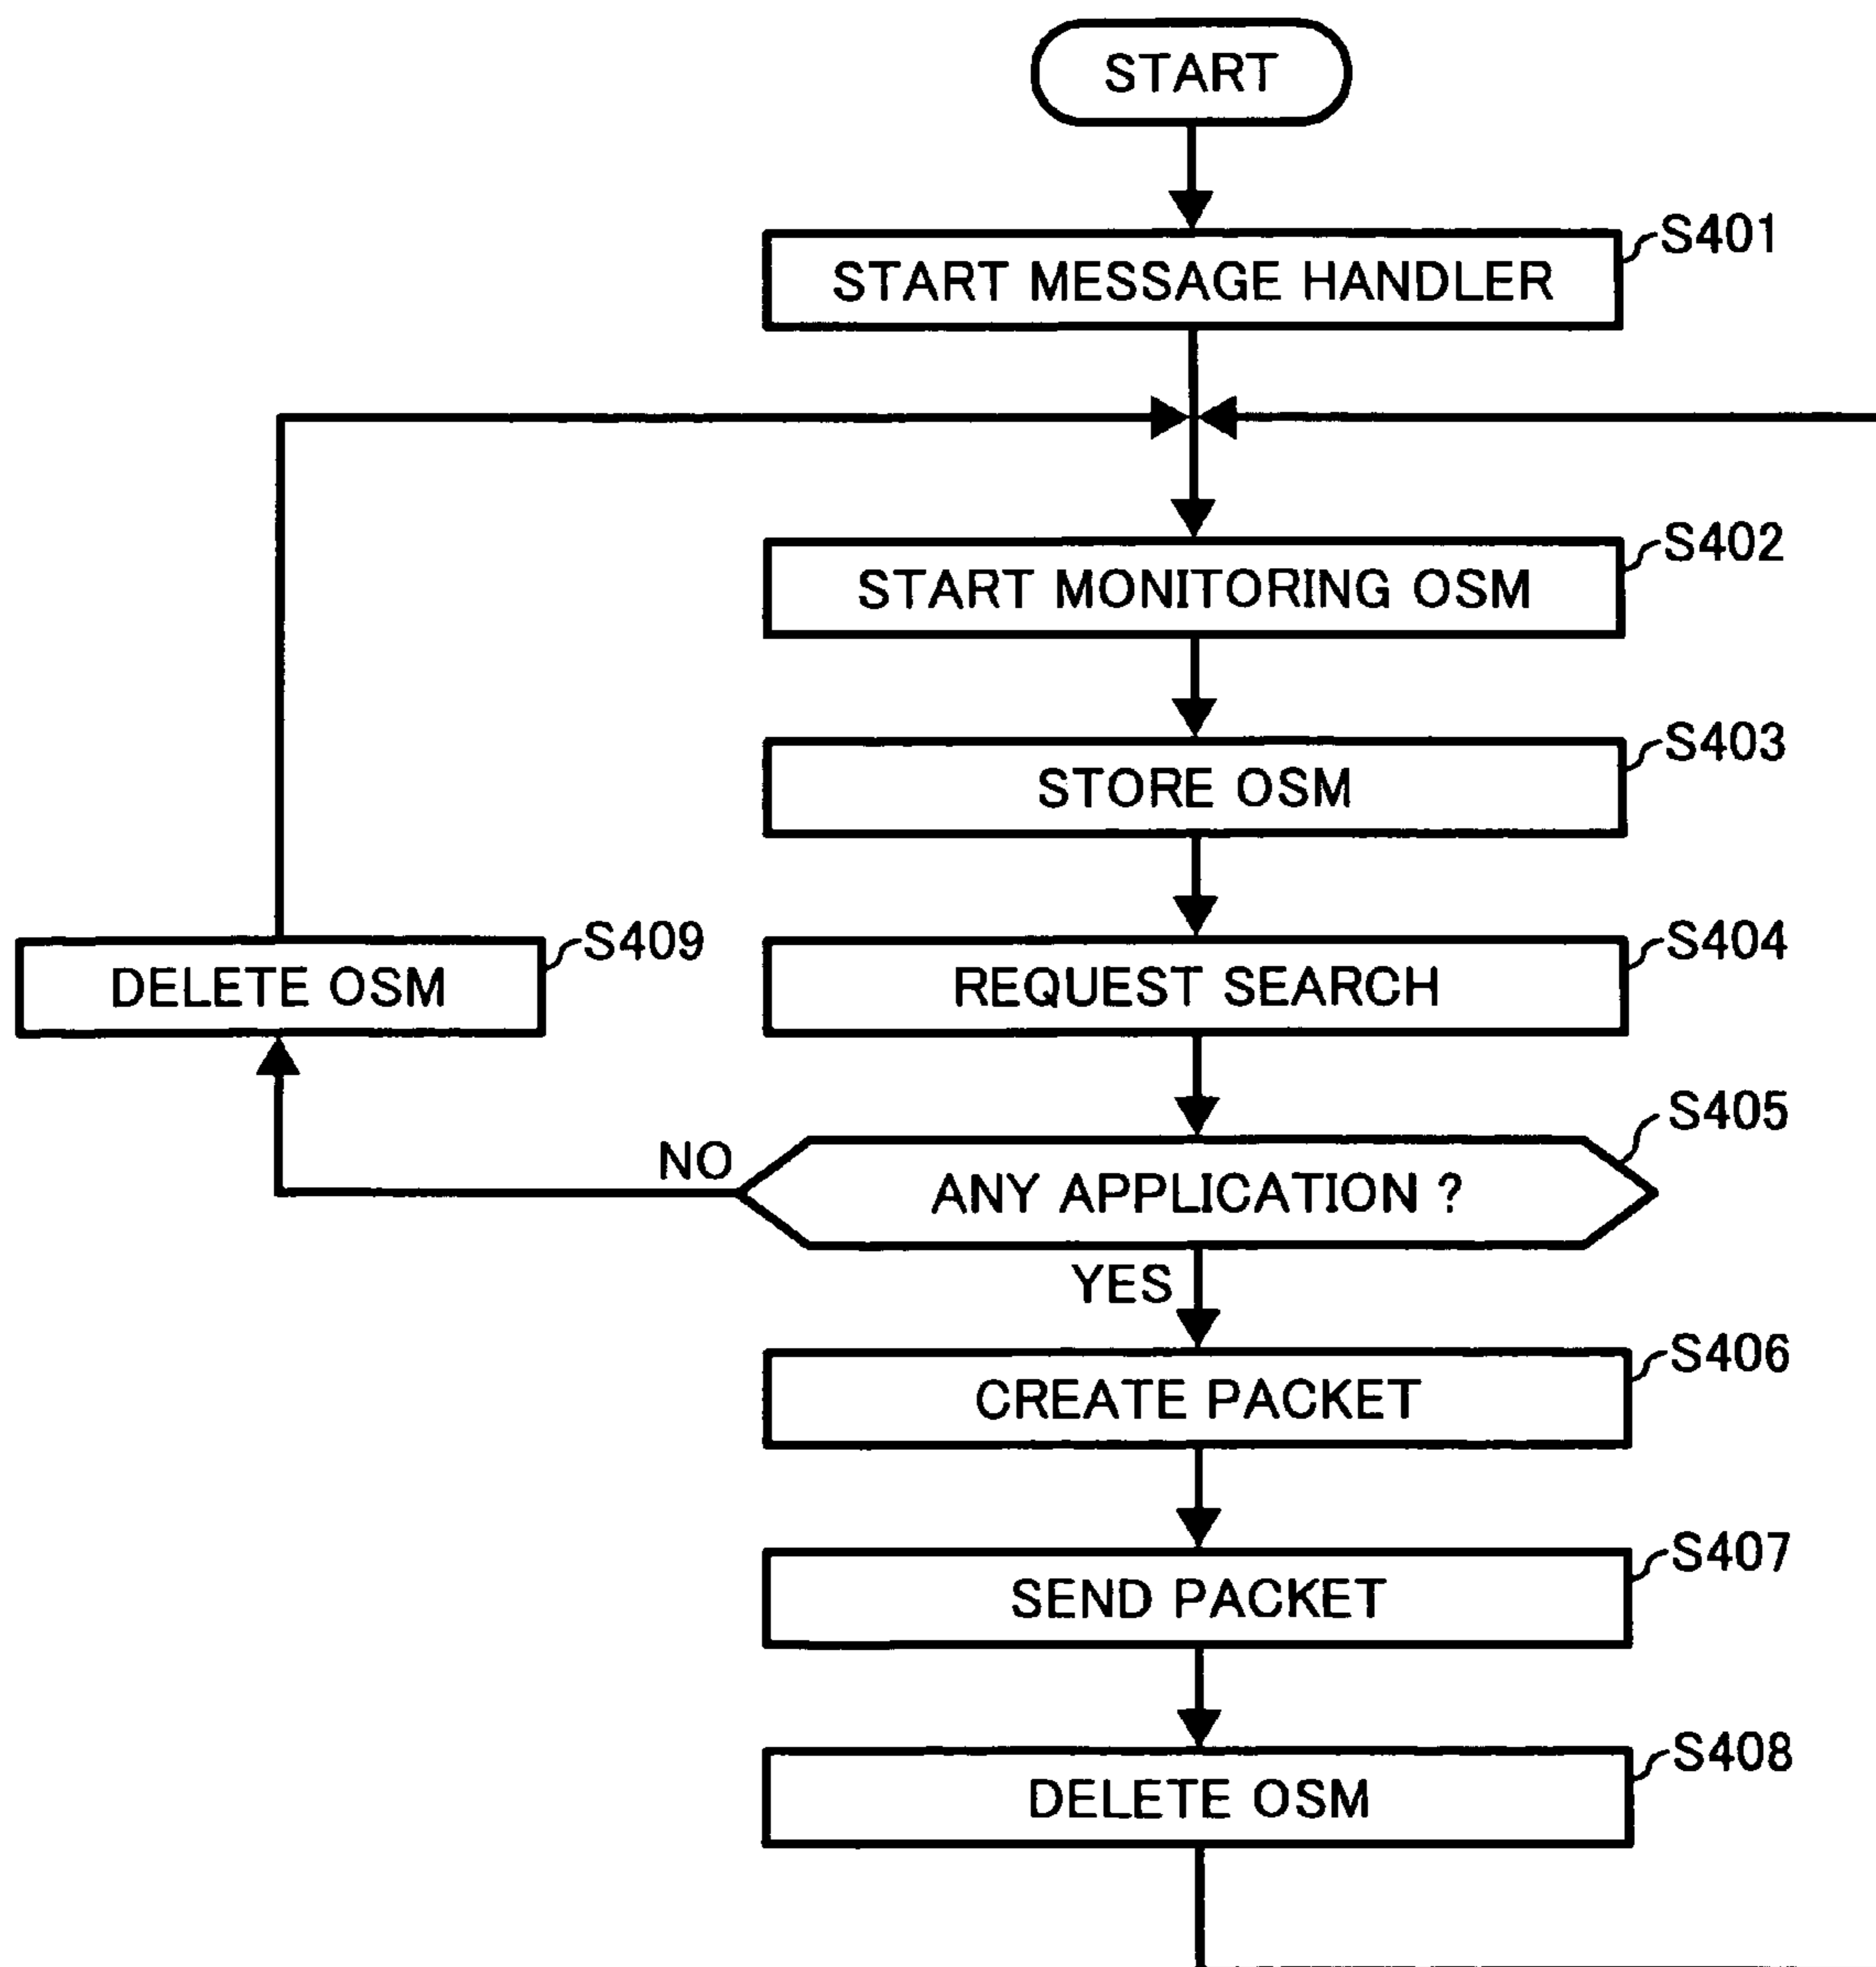 START
S401
START MESSAGE HANDLER
S402
START MONITORING OSM
S403
STORE OSM
S409
DELETE OSM
S404
REQUEST SEARCH
S405
NO
ANY APPLICATION ?
YES
S406
CREATE PACKET
S407
SEND PACKET
S408
DELETE OSM